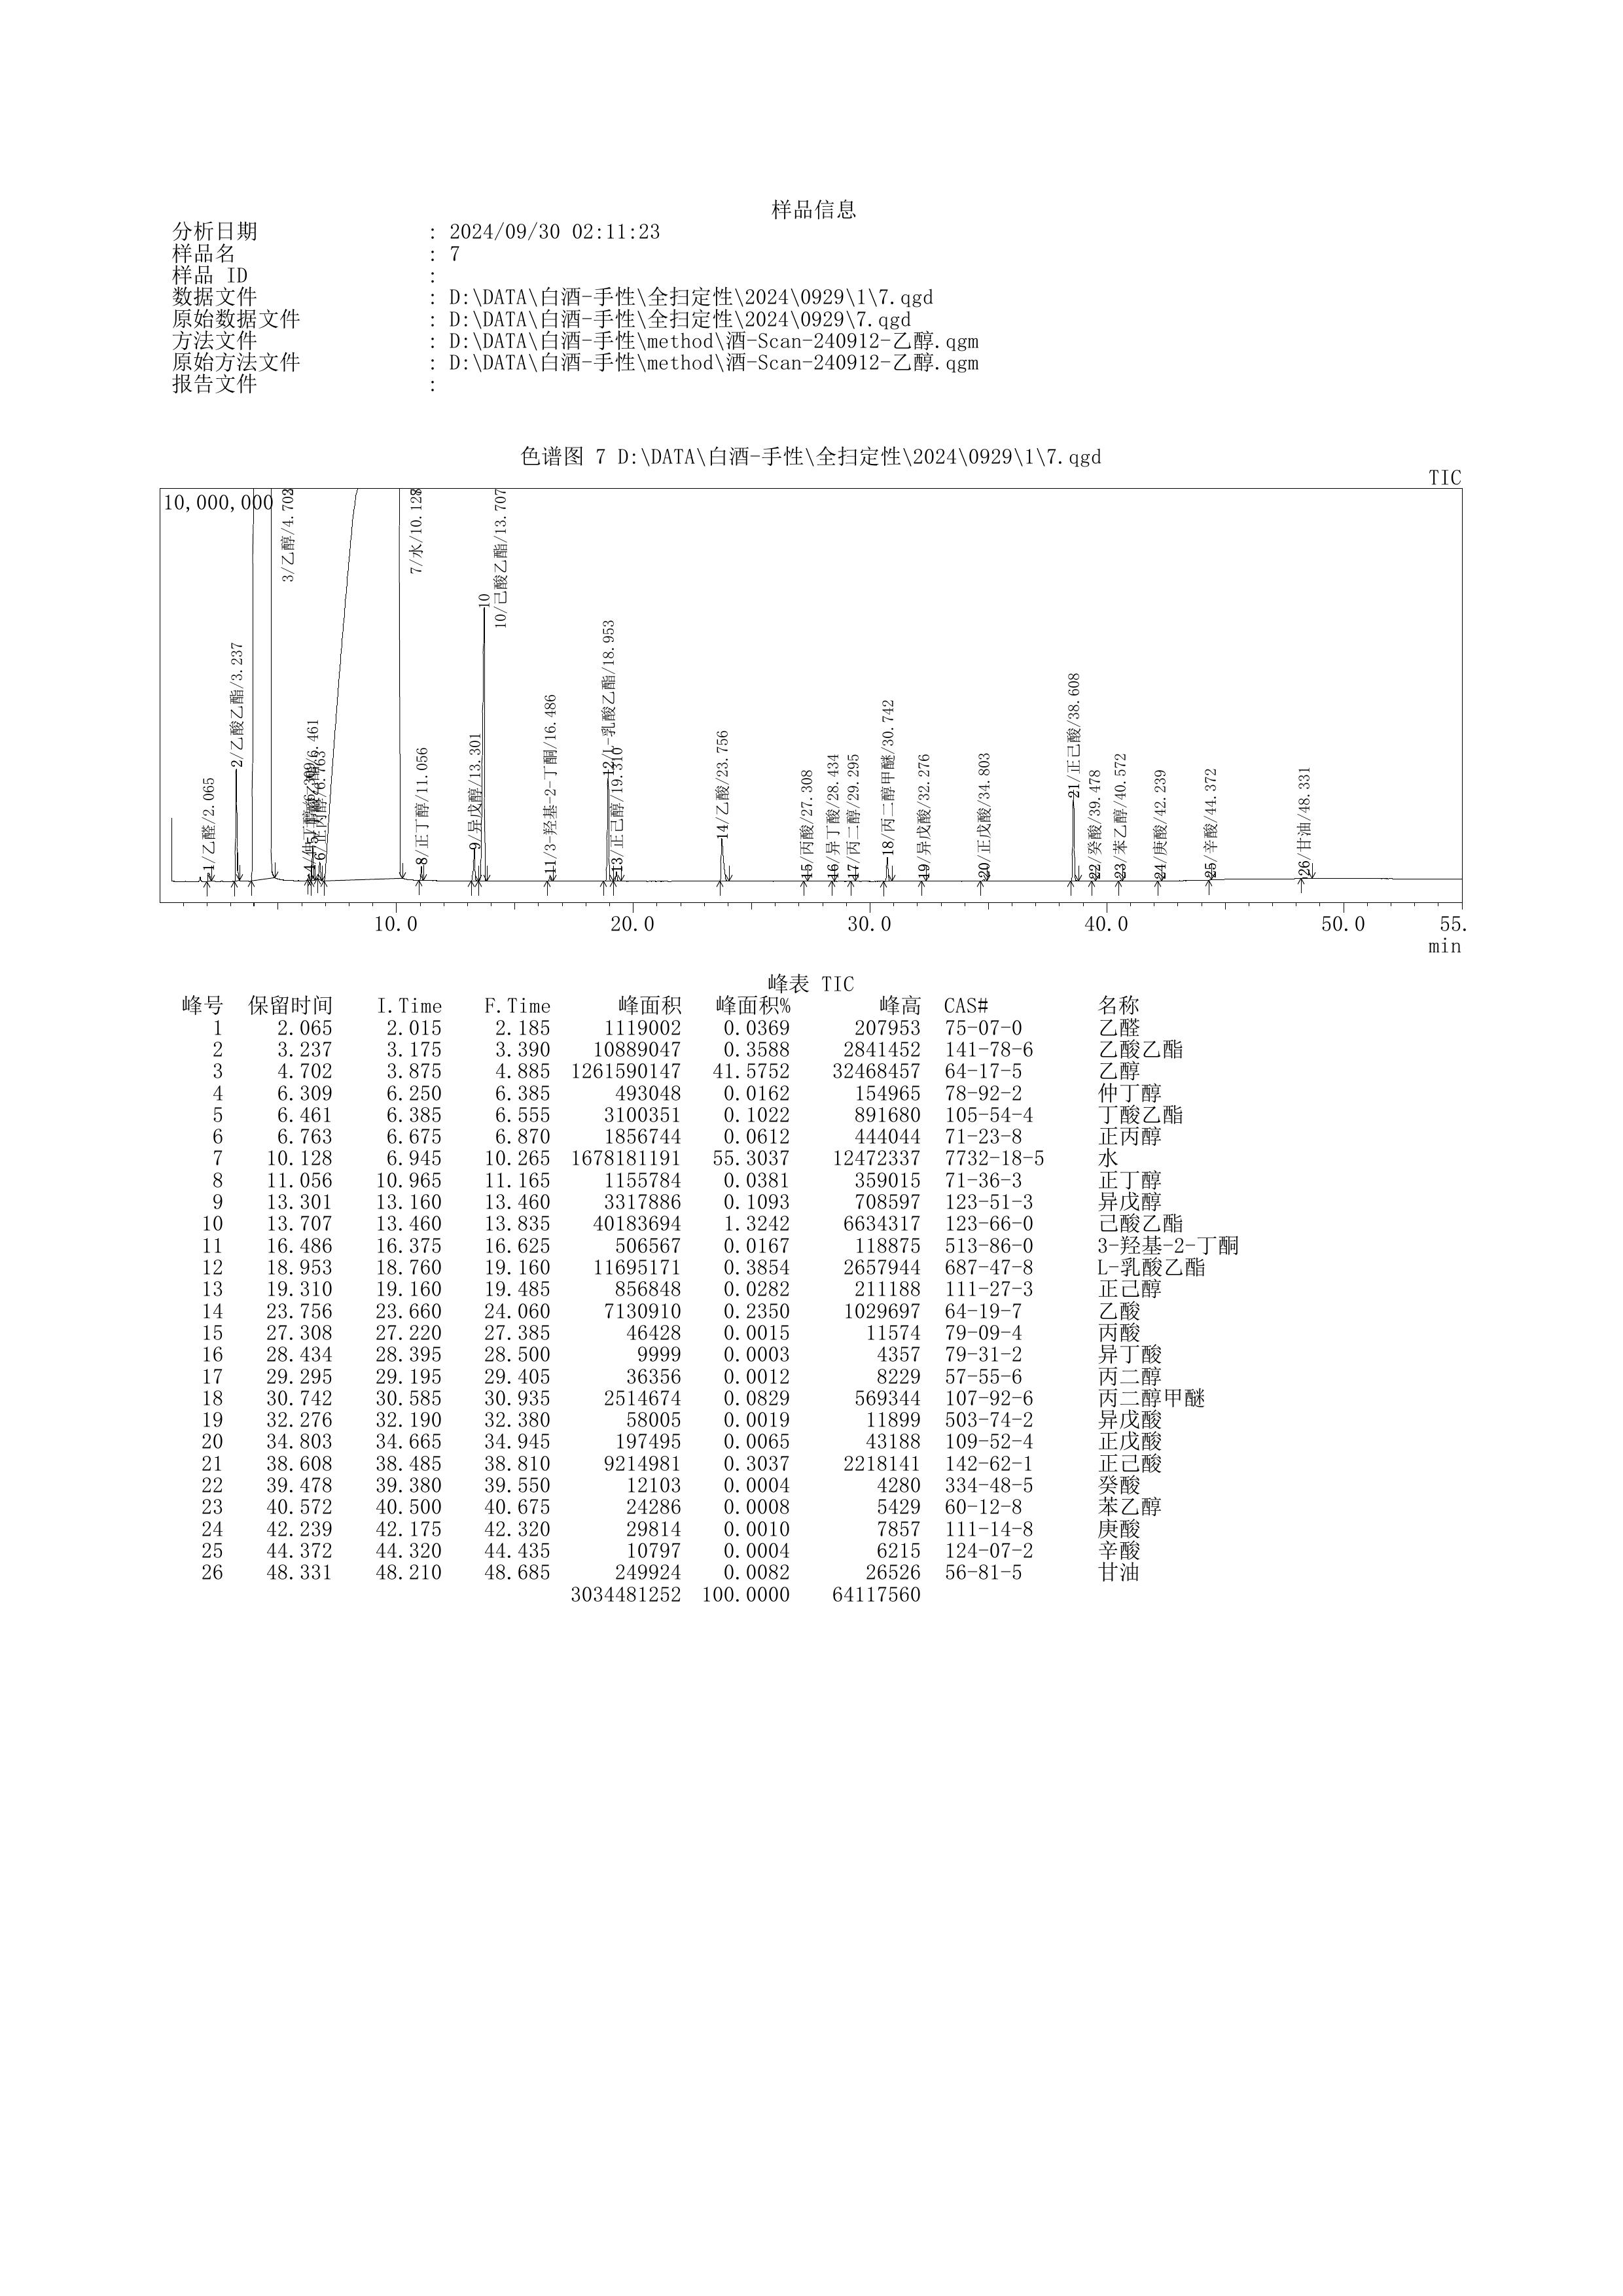 样品信息
分析日期 : 2024/09/30 02:11:23
样品名 : 7
样品 ID :
数据文件 : D:\DATA\白酒-手性\全扫定性\2024\0929\1\7.qgd
原始数据文件 : D:\DATA\白酒-手性\全扫定性\2024\0929\7.qgd
方法文件 : D:\DATA\白酒-手性\method\酒-Scan-240912-乙醇.qgm
原始方法文件 : D:\DATA\白酒-手性\method\酒-Scan-240912-乙醇.qgm
报告文件 :
色谱图 7 D:\DATA\白酒-手性\全扫定性\2024\0929\1\7.qgd
TIC
10,000,000
1/乙醛/2.065
2/乙酸乙酯/3.237
3/乙醇/4.702
6/正丙醇/6.763
7/水/10.128
8/正丁醇/11.056
9/异戊醇/13.301
10
10/己酸乙酯/13.707
11/3-羟基-2-丁酮/16.486
12/L-乳酸乙酯/18.953
13/正己醇/19.310
14/乙酸/23.756
15/丙酸/27.308
16/异丁酸/28.434
17/丙二醇/29.295
18/丙二醇甲醚/30.742
19/异戊酸/32.276
20/正戊酸/34.803
21/正己酸/38.608
22/癸酸/39.478
23/苯乙醇/40.572
24/庚酸/42.239
25/辛酸/44.372
26/甘油/48.331
10.0 20.0 30.0 40.0 50.0 55.
min
峰表 TIC
峰号 保留时间 I.Time F.Time 峰面积 峰面积% 峰高 CAS# 名称
1 2.065 2.015 2.185 1119002 0.0369 207953 75-07-0 乙醛
2 3.237 3.175 3.390 10889047 0.3588 2841452 141-78-6 乙酸乙酯
3 4.702 3.875 4.885 1261590147 41.5752 32468457 64-17-5 乙醇
4 6.309 6.250 6.385 493048 0.0162 154965 78-92-2 仲丁醇
5 6.461 6.385 6.555 3100351 0.1022 891680 105-54-4 丁酸乙酯
6 6.763 6.675 6.870 1856744 0.0612 444044 71-23-8 正丙醇
7 10.128 6.945 10.265 1678181191 55.3037 12472337 7732-18-5 水
8 11.056 10.965 11.165 1155784 0.0381 359015 71-36-3 正丁醇
9 13.301 13.160 13.460 3317886 0.1093 708597 123-51-3 异戊醇
10 13.707 13.460 13.835 40183694 1.3242 6634317 123-66-0 己酸乙酯
11 16.486 16.375 16.625 506567 0.0167 118875 513-86-0 3-羟基-2-丁酮
12 18.953 18.760 19.160 11695171 0.3854 2657944 687-47-8 L-乳酸乙酯
13 19.310 19.160 19.485 856848 0.0282 211188 111-27-3 正己醇
14 23.756 23.660 24.060 7130910 0.2350 1029697 64-19-7 乙酸
15 27.308 27.220 27.385 46428 0.0015 11574 79-09-4 丙酸
16 28.434 28.395 28.500 9999 0.0003 4357 79-31-2 异丁酸
17 29.295 29.195 29.405 36356 0.0012 8229 57-55-6 丙二醇
18 30.742 30.585 30.935 2514674 0.0829 569344 107-92-6 丙二醇甲醚
19 32.276 32.190 32.380 58005 0.0019 11899 503-74-2 异戊酸
20 34.803 34.665 34.945 197495 0.0065 43188 109-52-4 正戊酸
21 38.608 38.485 38.810 9214981 0.3037 2218141 142-62-1 正己酸
22 39.478 39.380 39.550 12103 0.0004 4280 334-48-5 癸酸
23 40.572 40.500 40.675 24286 0.0008 5429 60-12-8 苯乙醇
24 42.239 42.175 42.320 29814 0.0010 7857 111-14-8 庚酸
25 44.372 44.320 44.435 10797 0.0004 6215 124-07-2 辛酸
26 48.331 48.210 48.685 249924 0.0082 26526 56-81-5 甘油
3034481252 100.0000 64117560